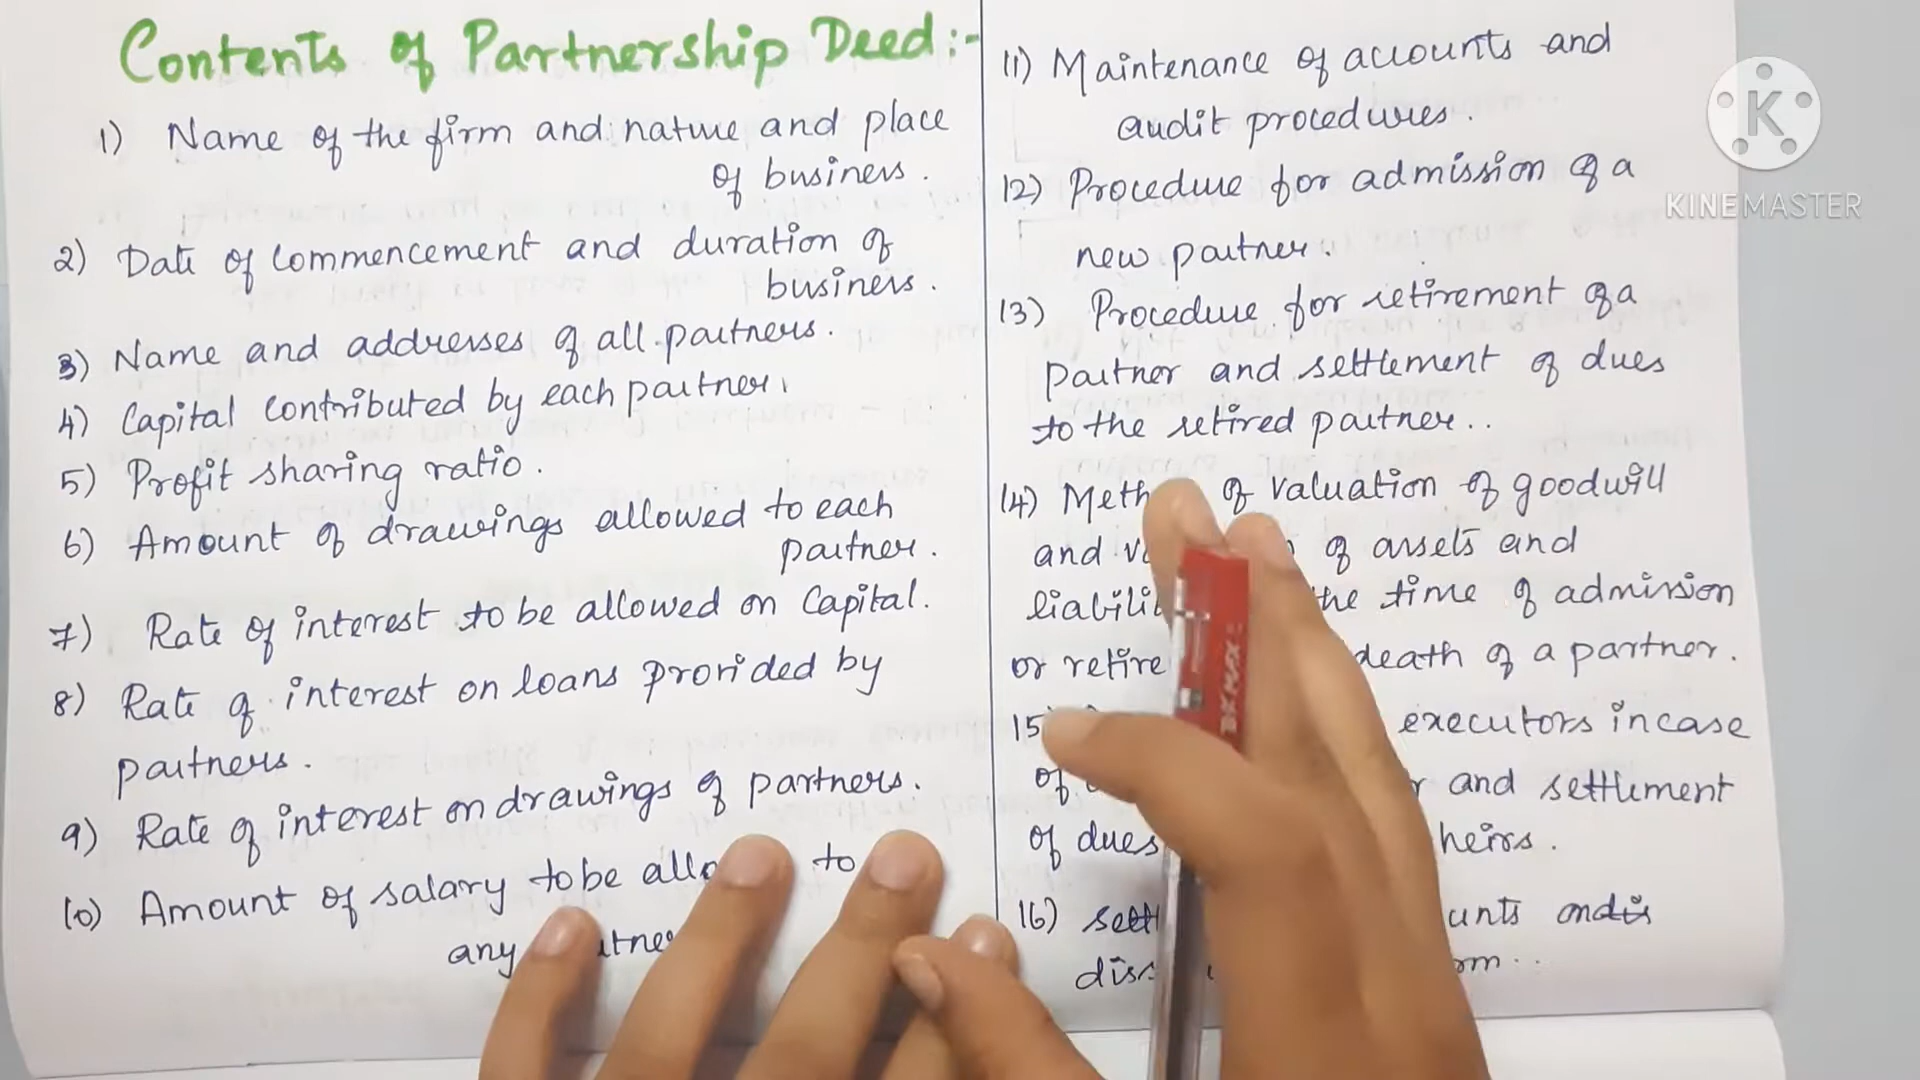 Contents of Partnership Deed:-
1) Name of the firm and nature and place
of business.
2) Date of Commencement and duration of
business.
3) Name and addresses of all partners.
4) Capital contributed by each partner.
5) Profit sharing ratio.
6) Amount of drawings allowed to each
partner.
7) Rate of interest to be allowed on Capital.
8) Rate of interest on loans provided by
partners.
9) Rate of interest on drawings of partners.
10) Amount of salary to be to
any
11) Maintenance of accounts and
audit procedures.
12) Procedure for admission of a
new partner.
13) Procedure for retirement of a
partner and settlement of dues
to the retired partner..
14) of valuation of goodwill
and of assets and
the time of admission
or death of a partner.
15) executors incase
of and settlement
of dues heirs.
16)
KINEMASTER